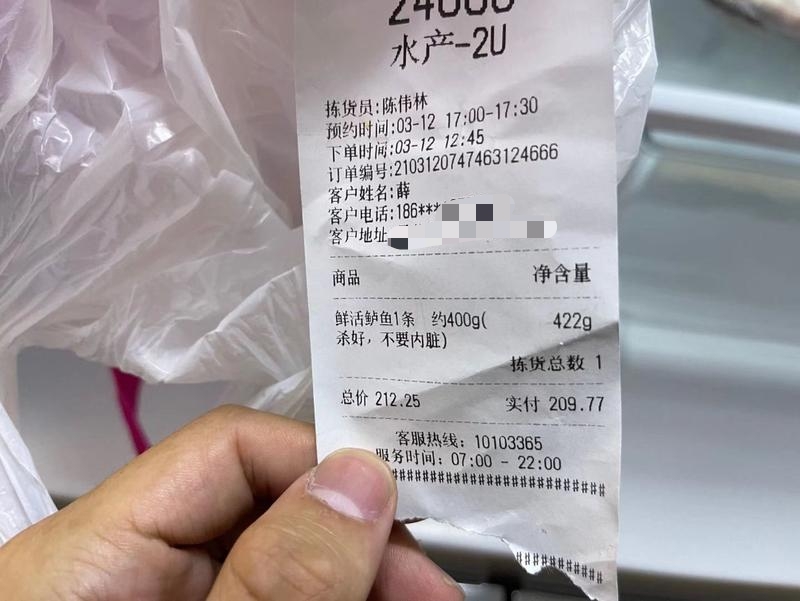 水产-2U
拣货员:陈伟林
预约时间:03-12 17:00-17:30
下单时间:03-12 12:45
订单编号:2103120747463124666
客户姓名:薛
客户电话:186**
客户地址
商品 净含量
鲜活鲈鱼1条 约400g( 422g
杀好，不要内脏)
拣货总数 1
总价 212.25 实付 209.77
客服热线: 10103365
服务时间: 07:00 - 22:00
##############################
##########